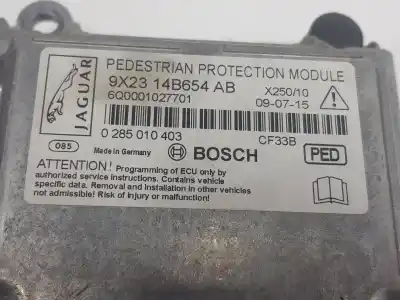 JAGUAR
PEDESTRIAN PROTECTION MODULE
9X23 14B654 AB
X250/10
6Q0001027701
09-07-15
0 285 010 403
CF33B
085
Made in Germany
BOSCH
PED
ATTENTION! Programming of ECU only by
authorized service instructions. Contains vehicle
specific data. Removal and installation in other vehicles
not admissible! Risk of injury or malfunction!